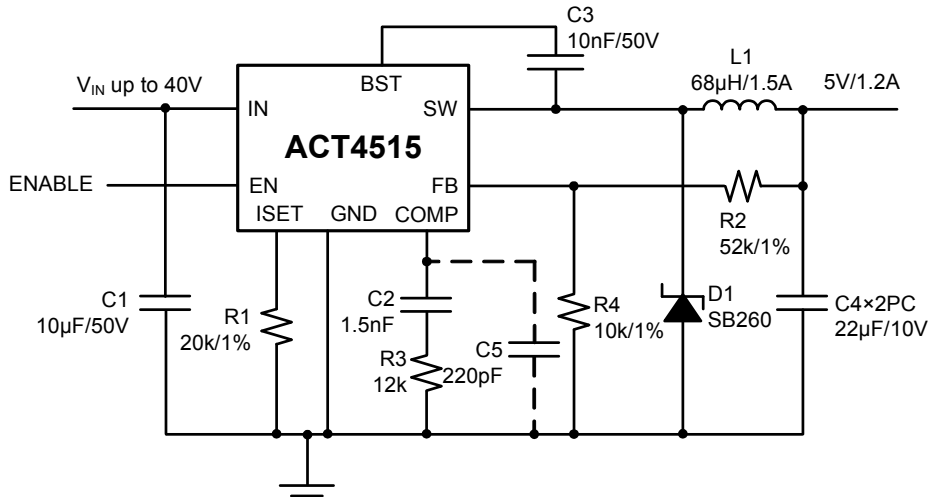 C3
10nF/50V
L1
68µH/1.5A
5V/1.2A
VIN up to 40V
BST
IN
SW
ACT4515
ENABLE
EN
FB
ISET
GND
COMP
R2
52k/1%
C1
10µF/50V
R1
20k/1%
C2
1.5nF
R3
12k
C5
220pF
R4
10k/1%
D1
SB260
C4×2PC
22µF/10V